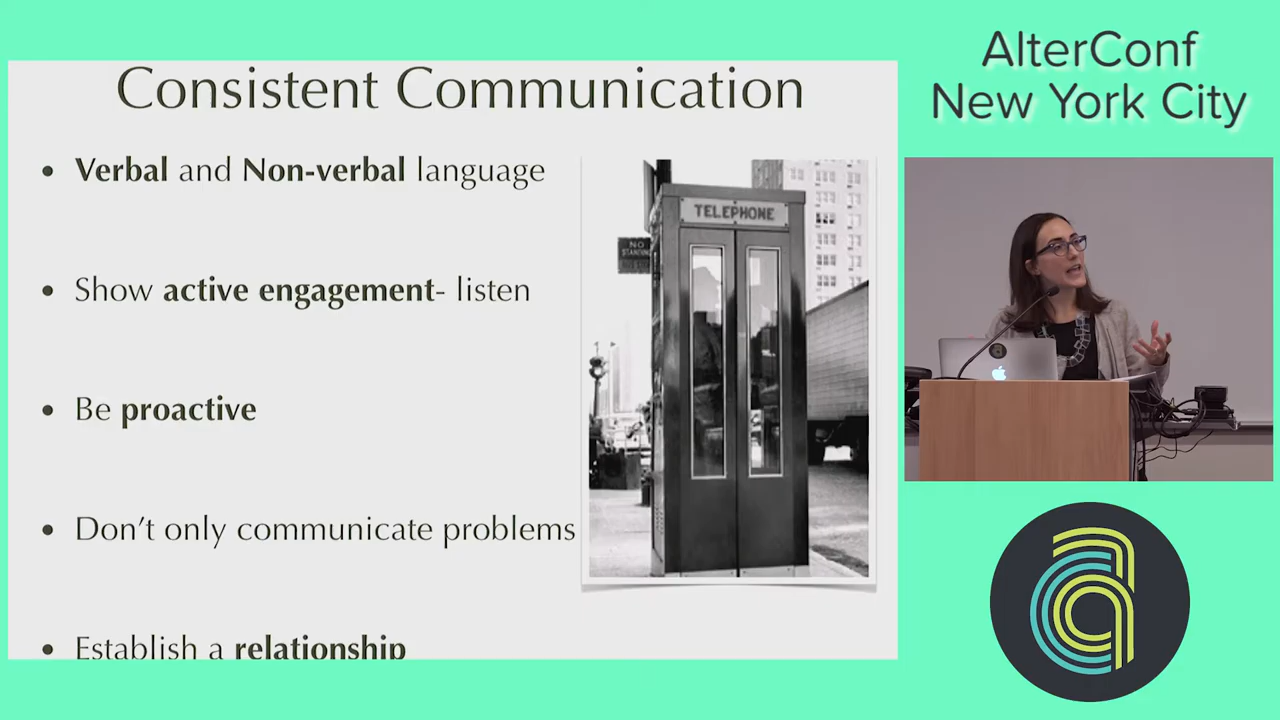 Consistent Communication
• Verbal and Non-verbal language
• Show active engagement- listen
• Be proactive
• Don't only communicate problems
• Establish a relationship
TELEPHONE
NO
STANDING
AlterConf
New York City